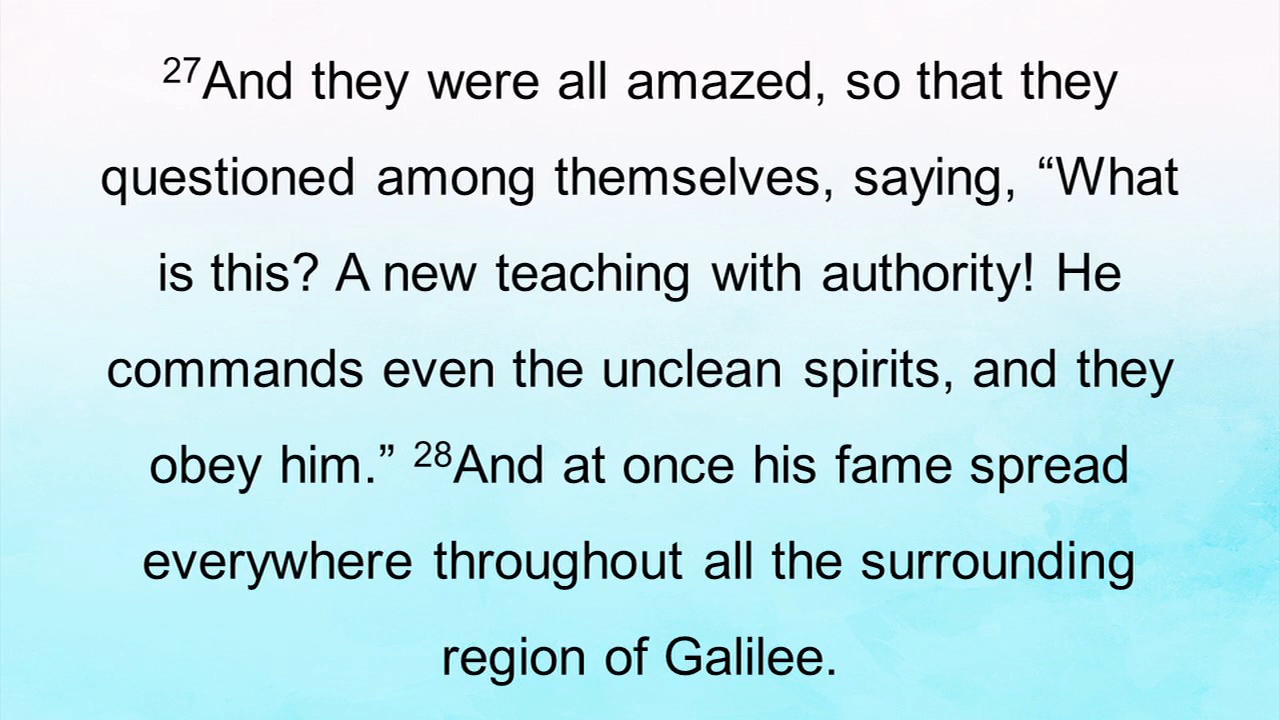 27And they were all amazed, so that they
questioned among themselves, saying, “What
is this? A new teaching with authority! He
commands even the unclean spirits, and they
obey him.” 28And at once his fame spread
everywhere throughout all the surrounding
region of Galilee.